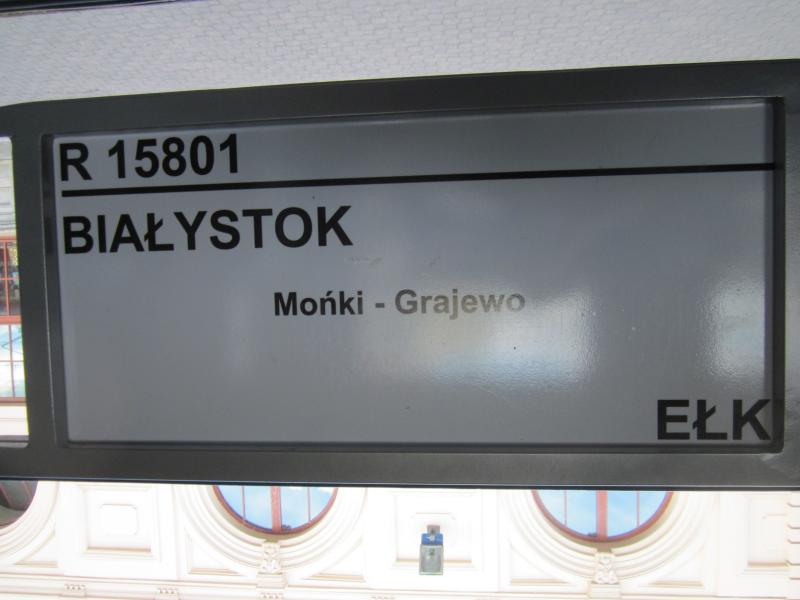 R 15801
BIAŁYSTOK
Mońki - Grajewo
EŁK